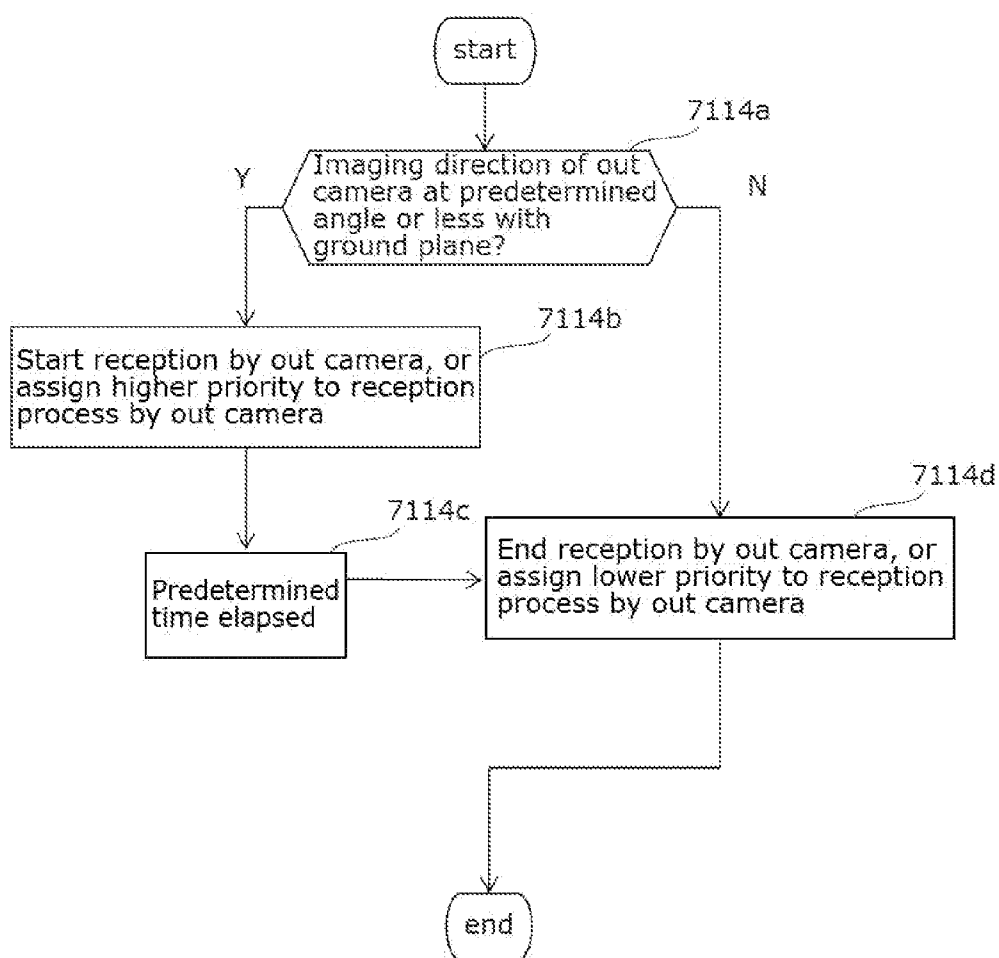 start
7114a
Imaging direction of out
camera at predetermined
angle or less with
ground plane?
Y
N
7114b
Start reception by out camera, or
assign higher priority to reception
process by out camera
7114c
Predetermined
time elapsed
7114d
End reception by out camera, or
assign lower priority to reception
process by out camera
end